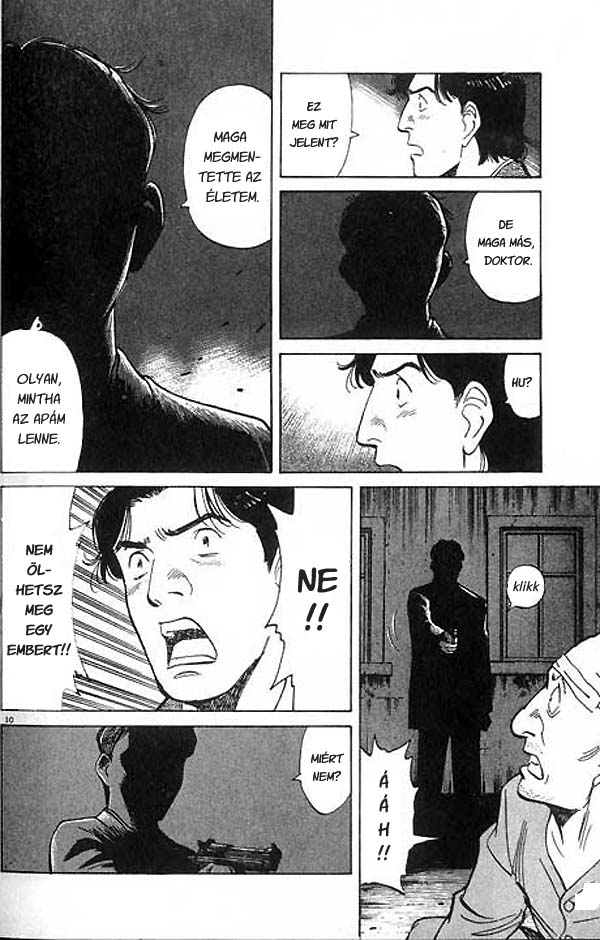 EZ
MEG MIT
JELENT?
DE
MAGA MÁS,
DOKTOR.
HU?
MAGA
MEGMEN-
TETTE AZ
ÉLETEM.
OLYAN,
MINTHA
AZ APÁM
LENNE.
klikk
ÁÁH!!
NE
!!
NEM
ÖL-
HETSZ
MEG
EGY
EMBERT!!
MIÉRT
NEM?
10